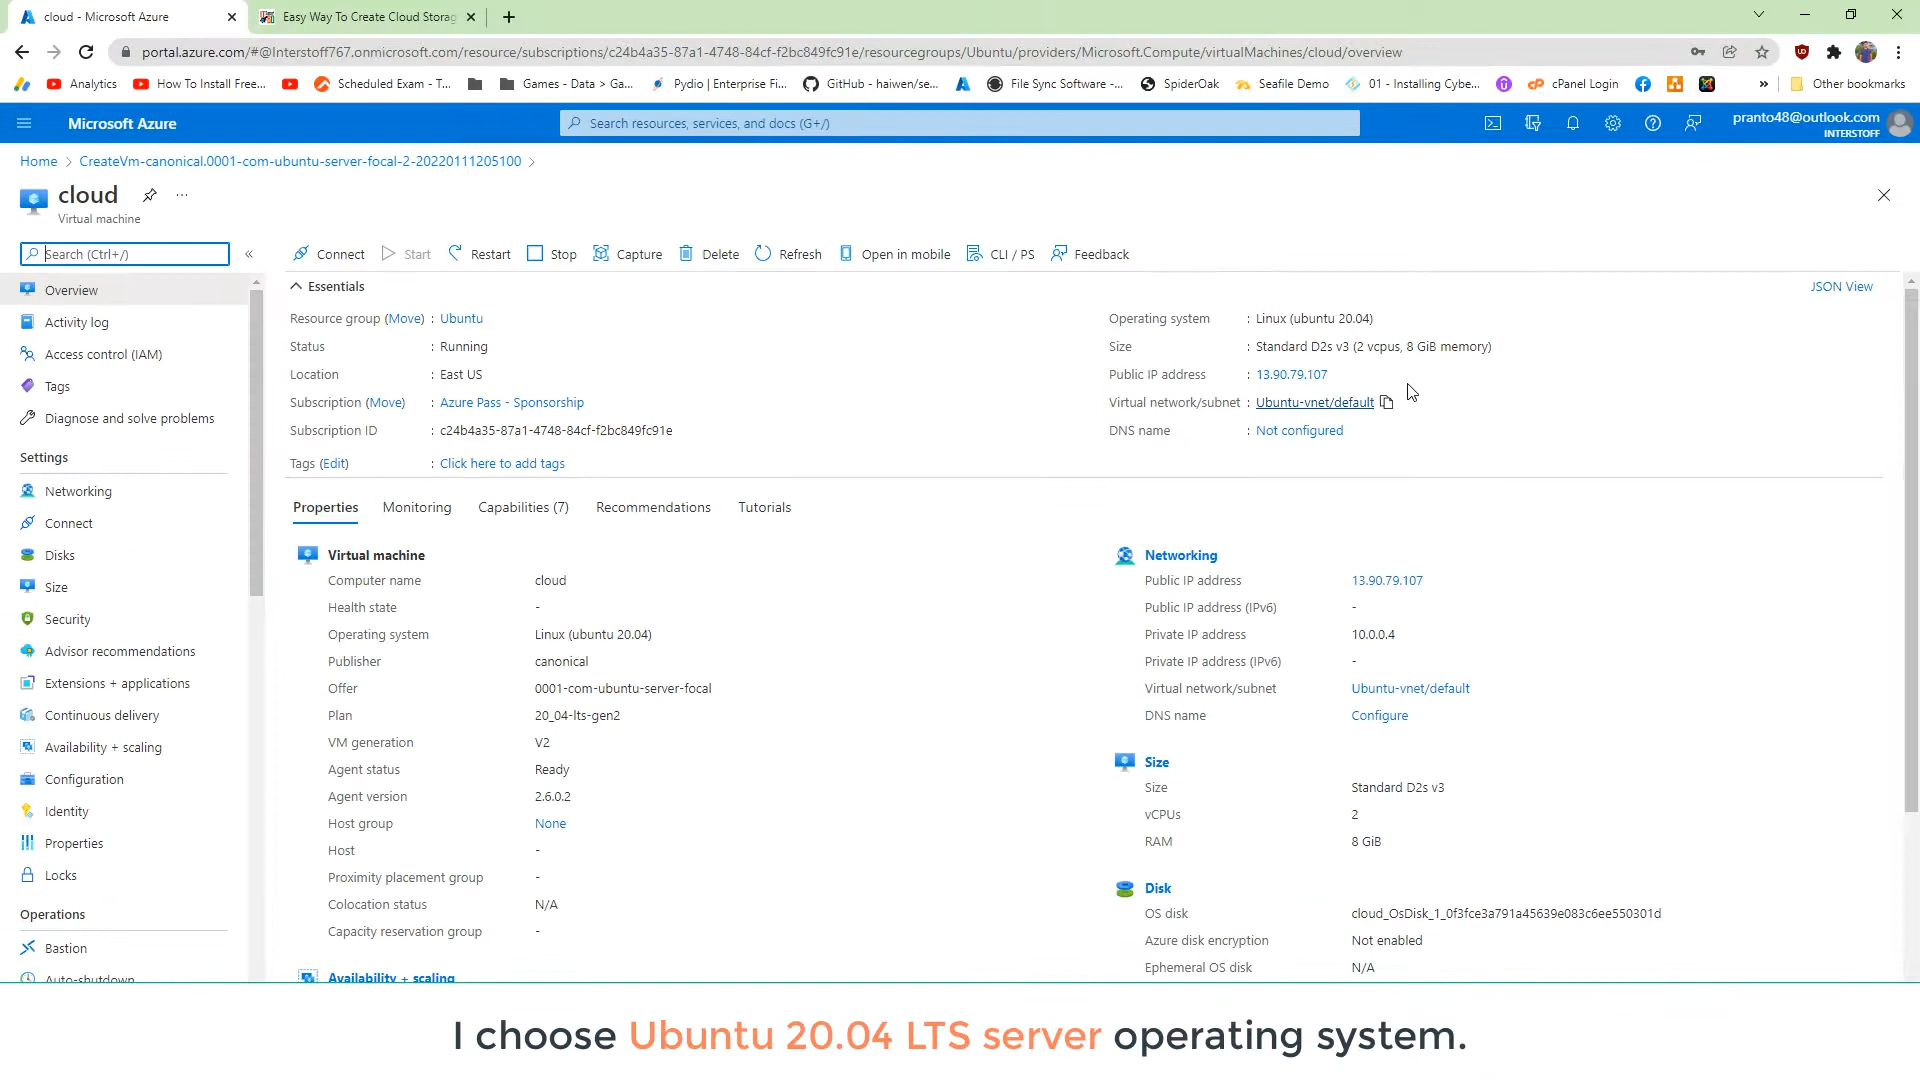 cloud - Microsoft Azure
Easy Way To Create Cloud Storag
portal.azure.com/#@Interstoff767.onmicrosoft.com/resource/subscriptions/c24b4a35-87a1-4748-84cf-f2bc849fc91e/resourcegroups/Ubuntu/providers/Microsoft.Compute/virtualMachines/cloud/overview
Analytics
How To Install Free...
Scheduled Exam - T...
Games - Data > Ga...
Pydio | Enterprise Fi...
GitHub - haiwen/se...
File Sync Software -...
SpiderOak
Seafile Demo
01 - Installing Cybe...
cPanel Login
»
Other bookmarks
Microsoft Azure
Search resources, services, and docs (G+/)
pranto48@outlook.com
INTERSTOFF
Home > CreateVm-canonical.0001-com-ubuntu-server-focal-2-20220111205100 >
cloud
...
Virtual machine
Search (Ctrl+/)
«
Connect
Start
Restart
Stop
Capture
Delete
Refresh
Open in mobile
CLI / PS
Feedback
Overview
Activity log
Access control (IAM)
Tags
Diagnose and solve problems
Settings
Networking
Connect
Disks
Size
Security
Advisor recommendations
Extensions + applications
Continuous delivery
Availability + scaling
Configuration
Identity
Properties
Locks
Operations
Bastion
Auto-shutdown
Essentials
JSON View
Resource group (Move) : Ubuntu
Status : Running
Location : East US
Subscription (Move) : Azure Pass - Sponsorship
Subscription ID : c24b4a35-87a1-4748-84cf-f2bc849fc91e
Tags (Edit) : Click here to add tags
Operating system : Linux (ubuntu 20.04)
Size : Standard D2s v3 (2 vcpus, 8 GiB memory)
Public IP address : 13.90.79.107
Virtual network/subnet : Ubuntu-vnet/default
DNS name : Not configured
Properties
Monitoring
Capabilities (7)
Recommendations
Tutorials
Virtual machine
Computer name cloud
Health state -
Operating system Linux (ubuntu 20.04)
Publisher canonical
Offer 0001-com-ubuntu-server-focal
Plan 20_04-lts-gen2
VM generation V2
Agent status Ready
Agent version 2.6.0.2
Host group None
Host -
Proximity placement group -
Colocation status N/A
Capacity reservation group -
Availability + scaling
Networking
Public IP address 13.90.79.107
Public IP address (IPv6) -
Private IP address 10.0.0.4
Private IP address (IPv6) -
Virtual network/subnet Ubuntu-vnet/default
DNS name Configure
Size
Size Standard D2s v3
vCPUs 2
RAM 8 GiB
Disk
OS disk cloud_OsDisk_1_0f3fce3a791a45639e083c6ee550301d
Azure disk encryption Not enabled
Ephemeral OS disk N/A
I choose Ubuntu 20.04 LTS server operating system.